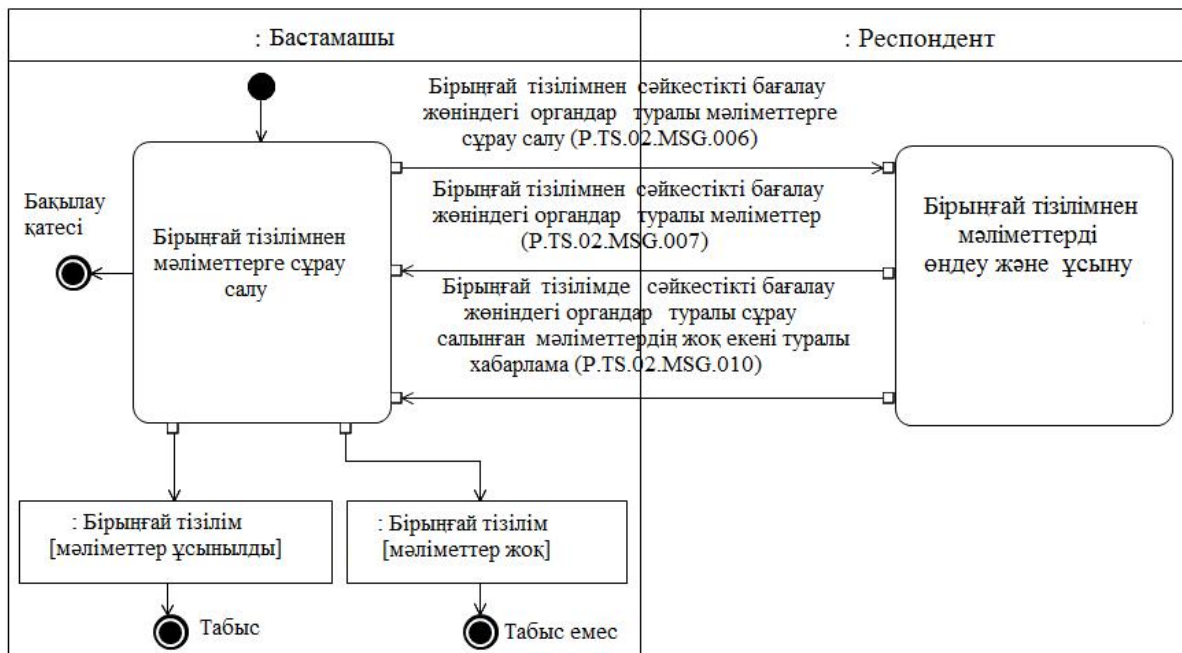 : Бастамашы
: Респондент
Бірыңғай тізілімнен сәйкестікті бағалау
жөніндегі органдар туралы мәліметтерге
сұрау салу (P.TS.02.MSG.006)
Бақылау
қатесі
Бірыңғай тізілімнен
мәліметтерге сұрау
салу
Бірыңғай тізілімнен сәйкестікті бағалау
жөніндегі органдар туралы мәліметтер
(P.TS.02.MSG.007)
Бірыңғай тізілімнен
мәліметтерді
өндеу және ұсыну
Бірыңғай тізілімде сәйкестікті бағалау
жөніндегі органдар туралы сұрау
салынған мәліметтердің жоқ екені туралы
хабарлама (P.TS.02.MSG.010)
: Бірыңғай тізілім
[мәліметтер ұсынылды]
: Бірыңғай тізілім
[мәліметтер жоқ]
Табыс
Табыс емес